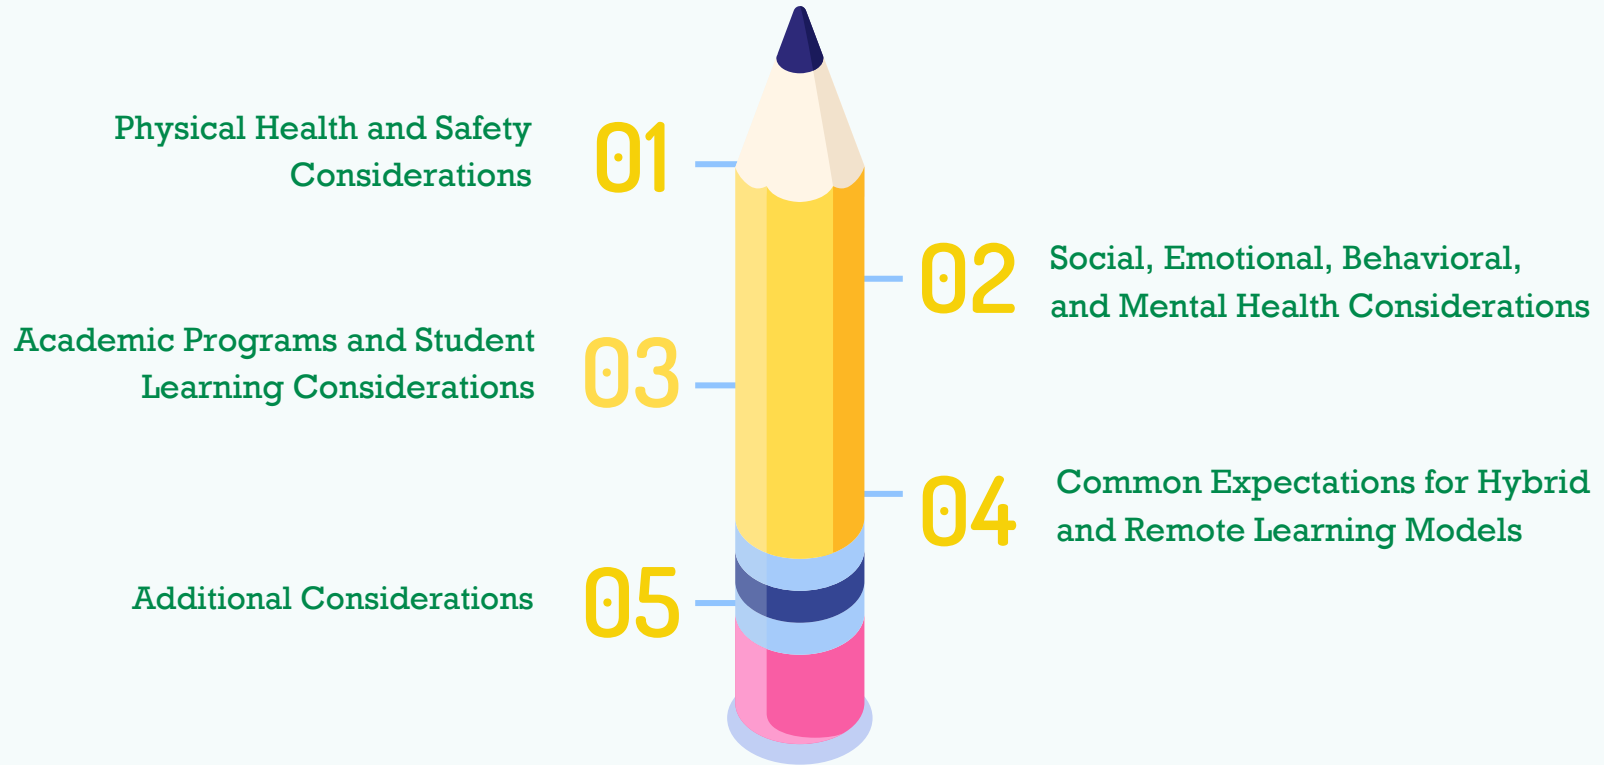 01
Physical Health and Safety
Considerations
02
Social, Emotional, Behavioral,
and Mental Health Considerations
03
Academic Programs and Student
Learning Considerations
04
Common Expectations for Hybrid
and Remote Learning Models
05
Additional Considerations